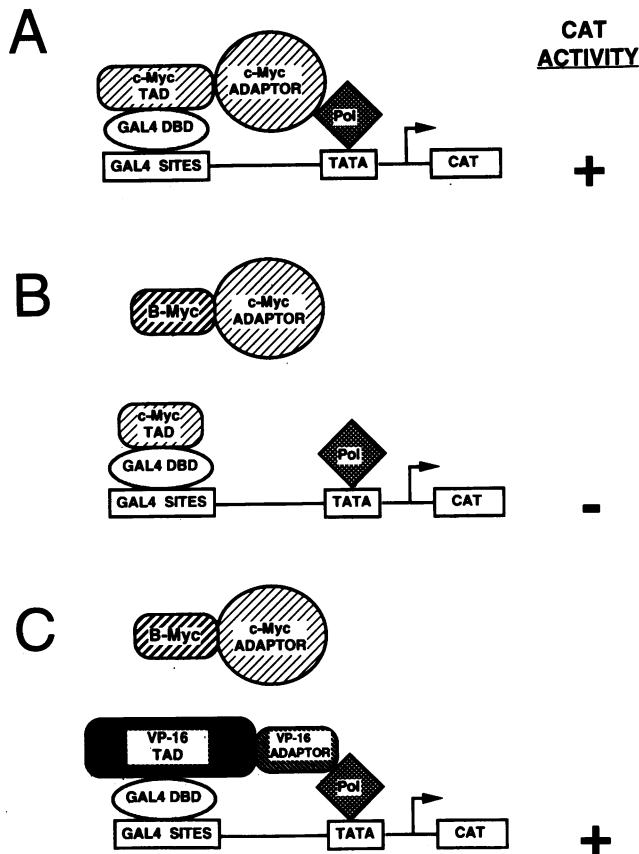 A
CAT
ACTIVITY
c-Myc
TAD
c-Myc
ADAPTOR
GAL4 DBD
Pol
GAL4 SITES
TATA
CAT
+
B
B-Myc
c-Myc
ADAPTOR
c-Myc
TAD
GAL4 DBD
Pol
GAL4 SITES
TATA
CAT
-
C
B-Myc
c-Myc
ADAPTOR
VP-16
TAD
VP-16
ADAPTOR
GAL4 DBD
Pol
GAL4 SITES
TATA
CAT
+